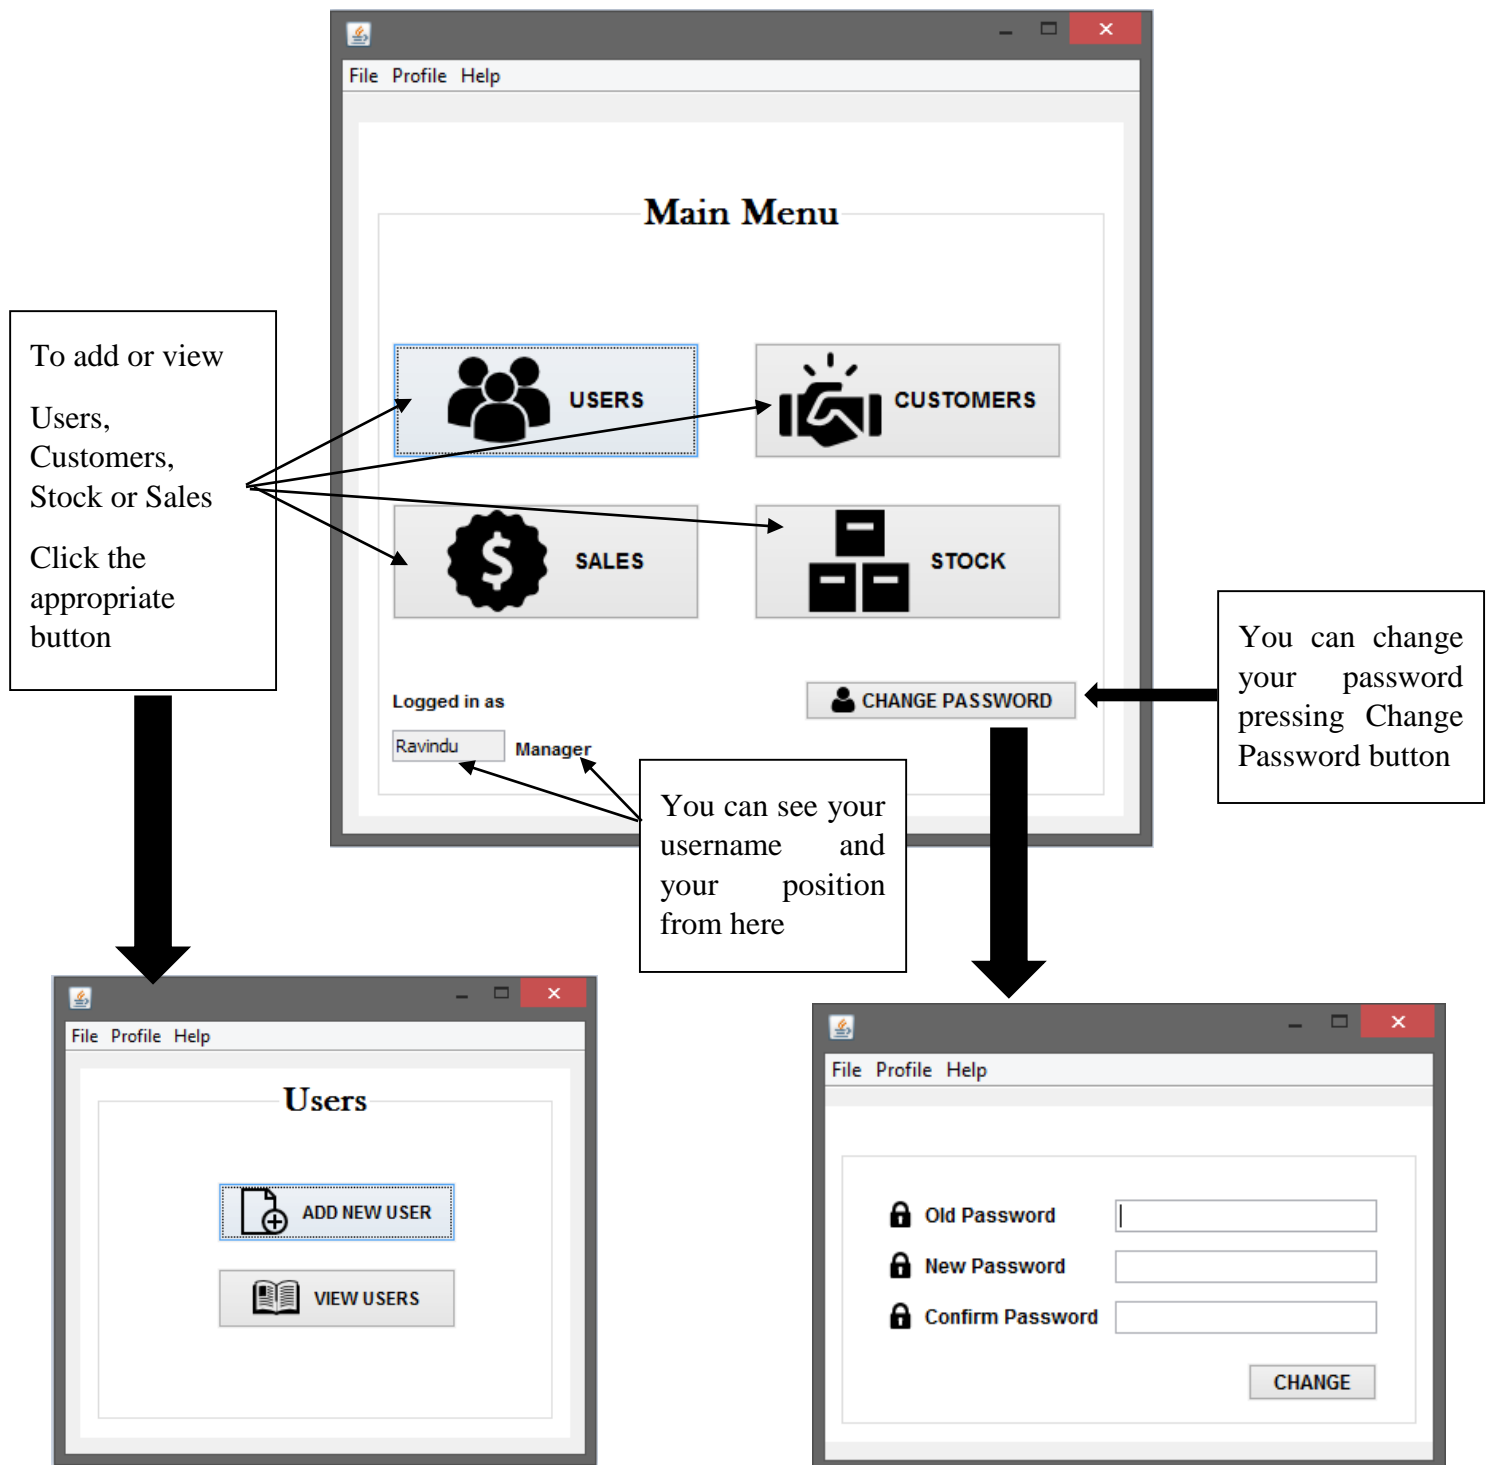 File Profile Help
Main Menu
To add or view
Users,
Customers,
Stock or Sales
Click the
appropriate
button
USERS
CUSTOMERS
SALES
STOCK
You can change
your password
pressing Change
Password button
Logged in as
CHANGE PASSWORD
Ravindu
Manager
You can see your
username and
your position
from here
File Profile Help
Users
ADD NEW USER
VIEW USERS
File Profile Help
Old Password
New Password
Confirm Password
CHANGE